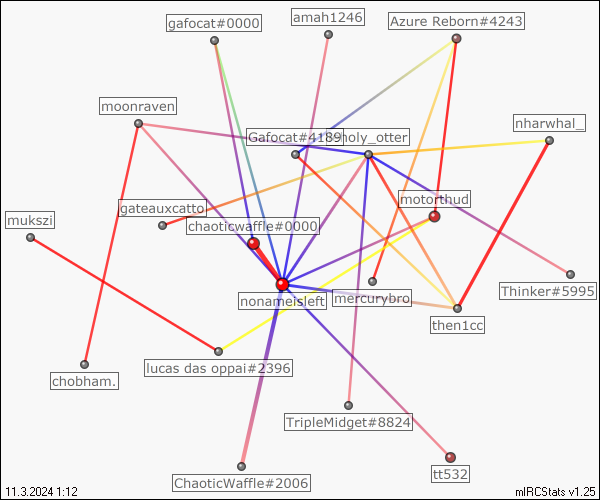 gafocat#0000
amah1246
Azure Reborn#4243
moonraven
nharwhal_
Gafocat#4189
holy_otter
gateauxcatto
motorthud
mukszi
chaoticwaffle#0000
nonameisleft
mercurybro
Thinker#5995
then1cc
lucas das oppai#2396
chobham.
TripleMidget#8824
ChaoticWaffle#2006
tt532
11.3.2024 1:12
mIRCStats v1.25